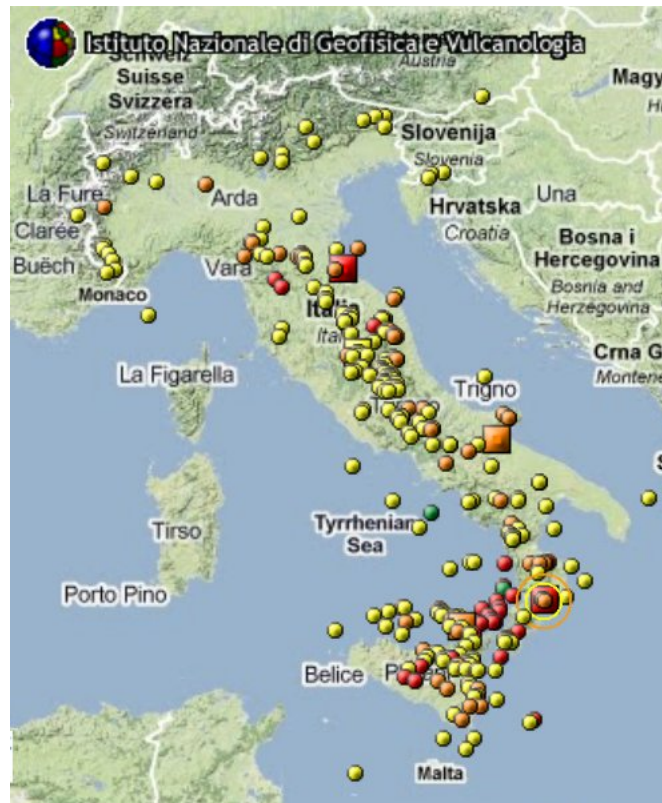 Istituto Nazionale di Geofisica e Vulcanologia
Schweiz
Suisse
Svizzera
Switzerland
Austria
Magy
Slovenija
Slovenia
La Fure
Arda
Una
Clarée
Hrvatska
Croatia
Bosna i
Hercegovina
Bosnia and
Herzegovina
Buëch
Vara
Monaco
Italia
Crna G
Montene
La Figarella
Trigno
Tirso
Tyrrhenian
Sea
Porto Pino
Belice
Malta